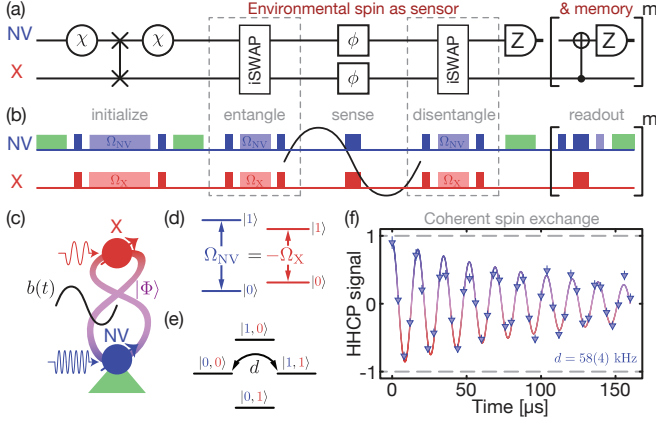 (a)
Environmental spin as sensor
& memory
m
NV
χ
χ
iSWAP
ϕ
iSWAP
Z
Z
X
ϕ
(b)
initialize
entangle
sense
disentangle
readout
m
NV
Ω_NV
Ω_NV
Ω_NV
X
Ω_X
Ω_X
Ω_X
(c)
X
b(t)
|Φ⟩
NV
(d)
|1⟩
|1⟩
Ω_NV = -Ω_X
|0⟩
|0⟩
(e)
|1, 0⟩
|0, 0⟩
d
|1, 1⟩
|0, 1⟩
(f)
Coherent spin exchange
HHCP signal
1
0
-1
d = 58(4) kHz
0
50
100
150
Time [μs]